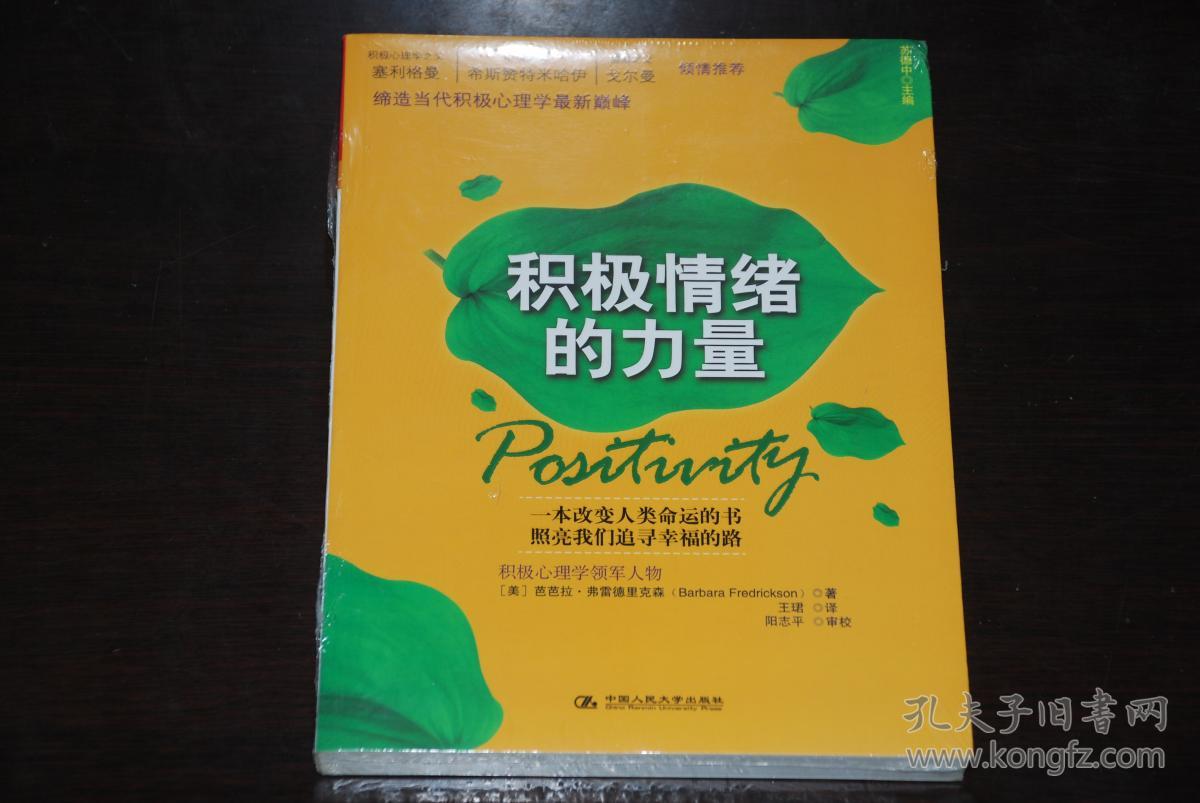 积极心理学之父
塞利格曼 希斯赞特米哈伊 戈尔曼 倾情推荐
缔造当代积极心理学最新巅峰
苏德中◎主编
积极情绪
的力量
Positivity
一本改变人类命运的书
照亮我们追寻幸福的路
积极心理学领军人物
[美] 芭芭拉·弗雷德里克森（Barbara Fredrickson）◎著
王珺 ◎译
阳志平 ◎审校
中国人民大学出版社
China Renmin University Press
孔夫子旧书网
www.kongfz.com